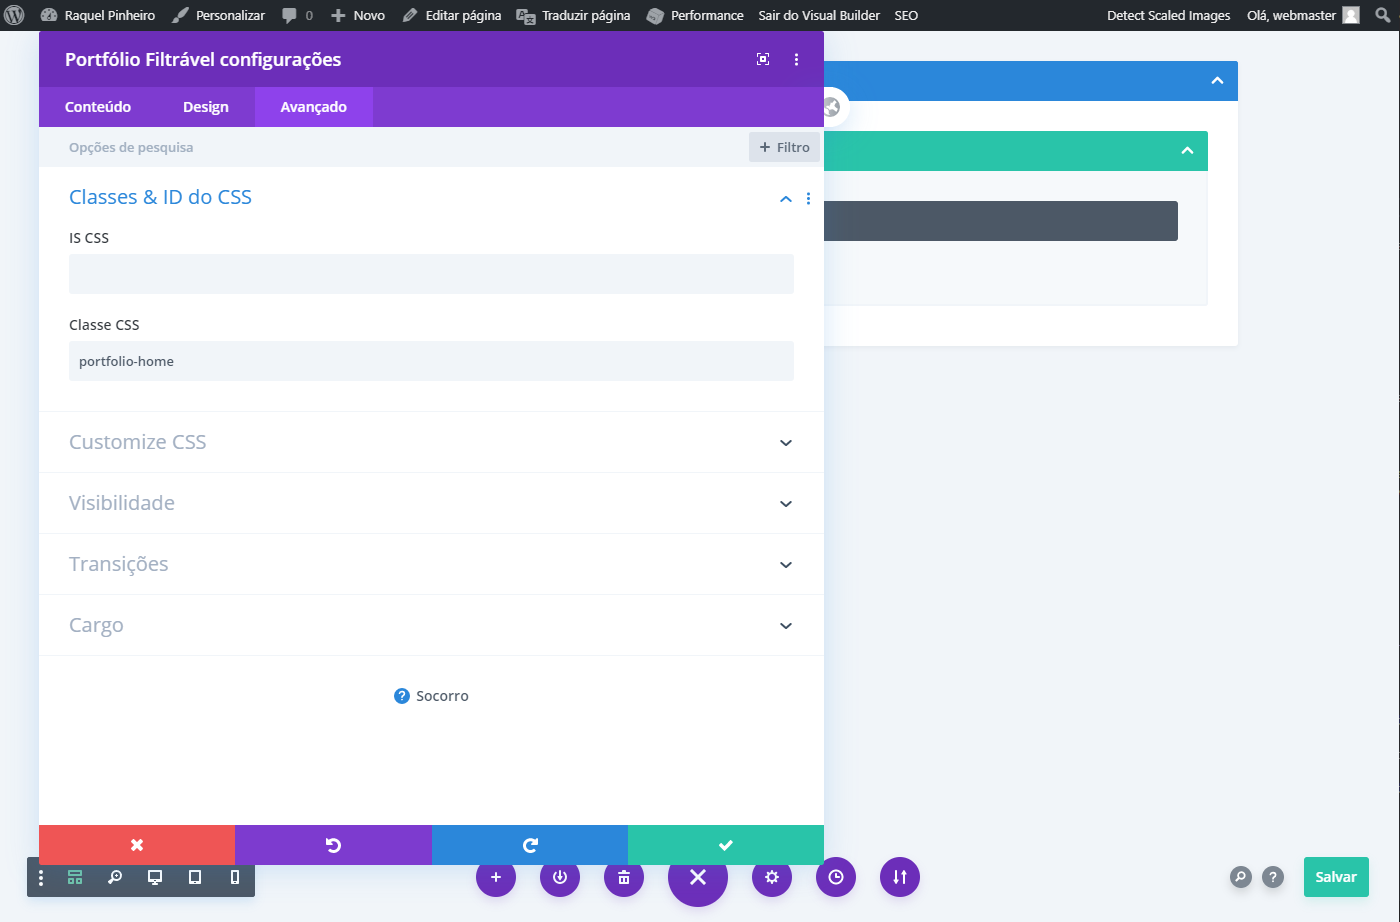 Raquel Pinheiro Personalizar 0 Novo Editar página Traduzir página Performance Sair do Visual Builder SEO Detect Scaled Images Olá, webmaster
Portfólio Filtrável configurações
Conteúdo Design Avançado
Opções de pesquisa + Filtro
Classes & ID do CSS
IS CSS
Classe CSS
portfolio-home
Customize CSS
Visibilidade
Transições
Cargo
? Socorro
? Salvar